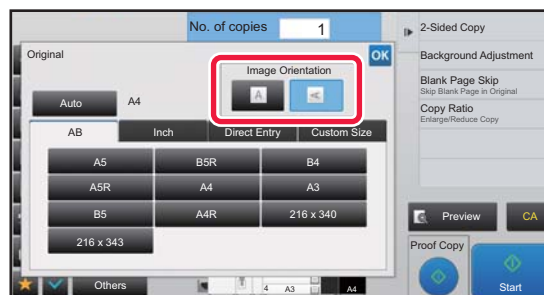 No. of copies 1
2-Sided Copy
Original
OK
Background Adjustment
Image Orientation
A A
Blank Page Skip
Skip Blank Page in Original
Auto A4
Copy Ratio
Enlarge/Reduce Copy
AB Inch Direct Entry Custom Size
A5 B5R B4
A5R A4 A3
B5 A4R 216 x 340
216 x 343
Preview CA
Proof Copy
Others
4 A3 A4
Start